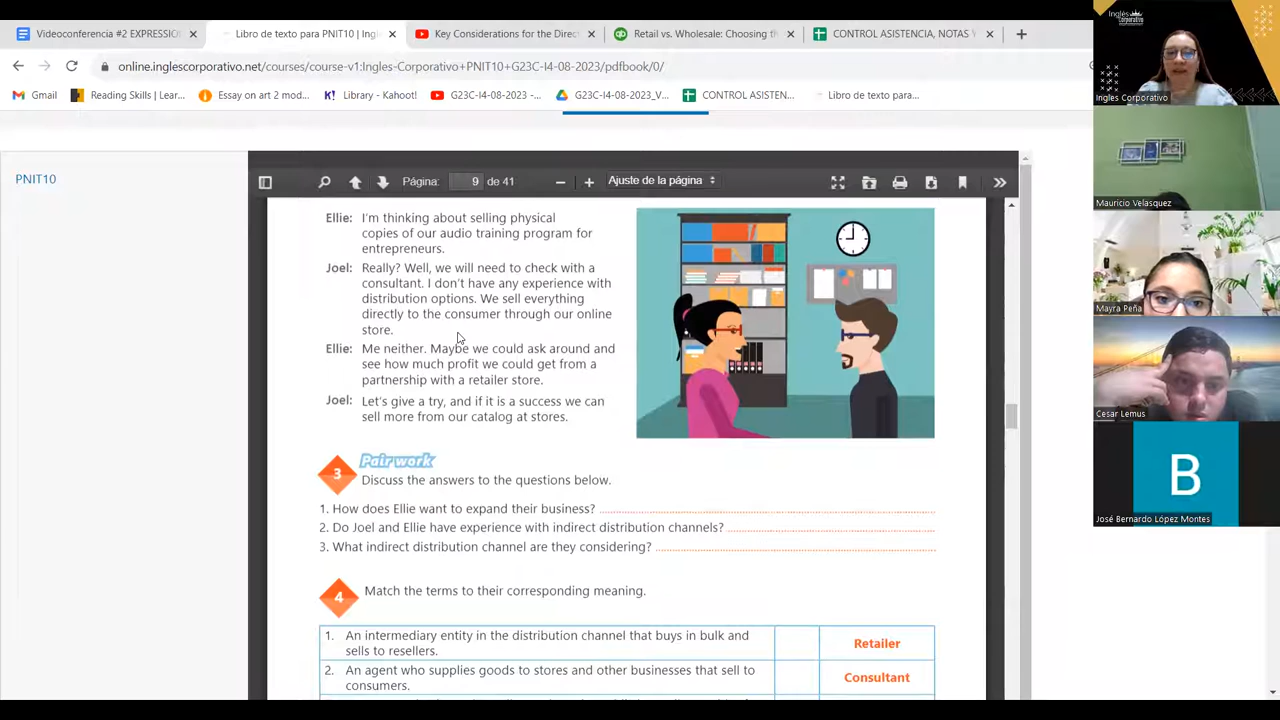 Videoconferencia #2 EXPRESSIO
Libro de texto para PNIT10 | Ingl
Key Considerations for the Direct
Retail vs. Wholesale: Choosing th
CONTROL ASISTENCIA, NOTAS Y
online.inglescorporativo.net/courses/course-v1:Ingles-Corporativo+PNIT10+G23C-I4-08-2023/pdfbook/0/
Gmail
Reading Skills | Lear...
Essay on art 2 mod...
Library - Kahoot!
-14-08-2023 -...
G23C-I4-08-2023_V...
CONTROL ASISTEN...
Libro de texto para...
PNIT10
Página: 9 de 41
Ajuste de la página
Ellie: I'm thinking about selling physical
copies of our audio training program for
entrepreneurs.
Joel: Really? Well, we will need to check with a
consultant. I don't have any experience with
distribution options. We sell everything
directly to the consumer through our online
store.
Ellie: Me neither. Maybe we could ask around and
see how much profit we could get from a
partnership with a retailer store.
Joel: Let's give a try, and if it is a success we can
sell more from our catalog at stores.
3 Pair work
Discuss the answers to the questions below.
1. How does Ellie want to expand their business?
2. Do Joel and Ellie have experience with indirect distribution channels?
3. What indirect distribution channel are they considering?
4 Match the terms to their corresponding meaning.
1. An intermediary entity in the distribution channel that buys in bulk and
sells to resellers.
Retailer
2. An agent who supplies goods to stores and other businesses that sell to
consumers.
Consultant
Inglés
Corporativo
Ingles Corporativo
Mauricio Velasquez
Mayra Peña
Cesar Lemus
B
José Bernardo López Montes